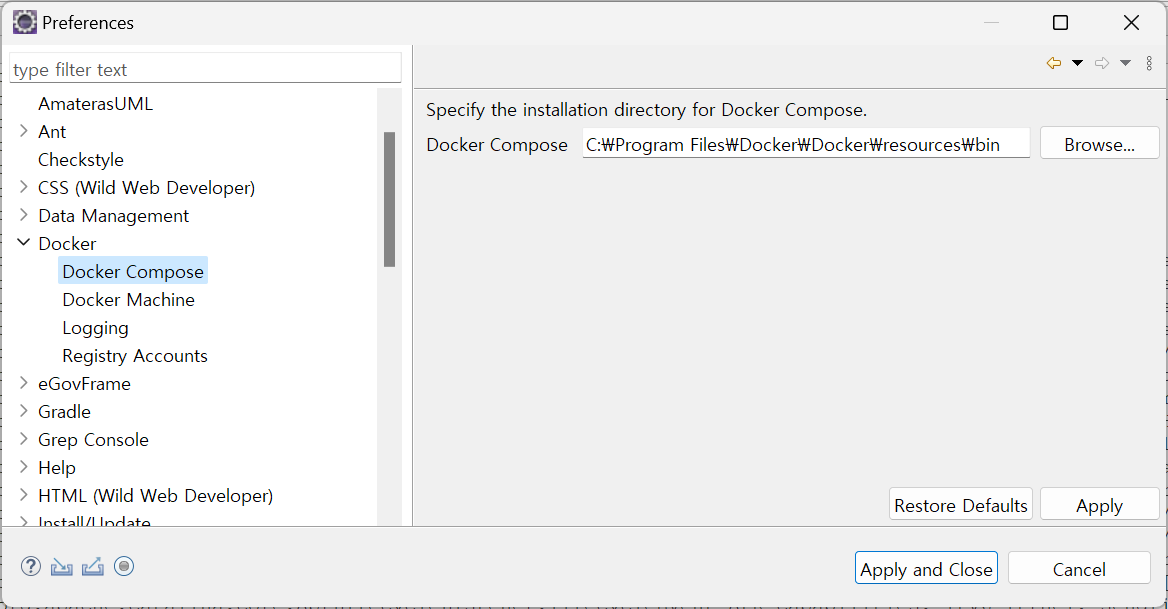 Preferences
type filter text
AmaterasUML
Ant
Checkstyle
CSS (Wild Web Developer)
Data Management
Docker
Docker Compose
Docker Machine
Logging
Registry Accounts
eGovFrame
Gradle
Grep Console
Help
HTML (Wild Web Developer)
Install/Update
Specify the installation directory for Docker Compose.
Docker Compose C:₩Program Files₩Docker₩Docker₩resources₩bin Browse...
Restore Defaults Apply
Apply and Close Cancel